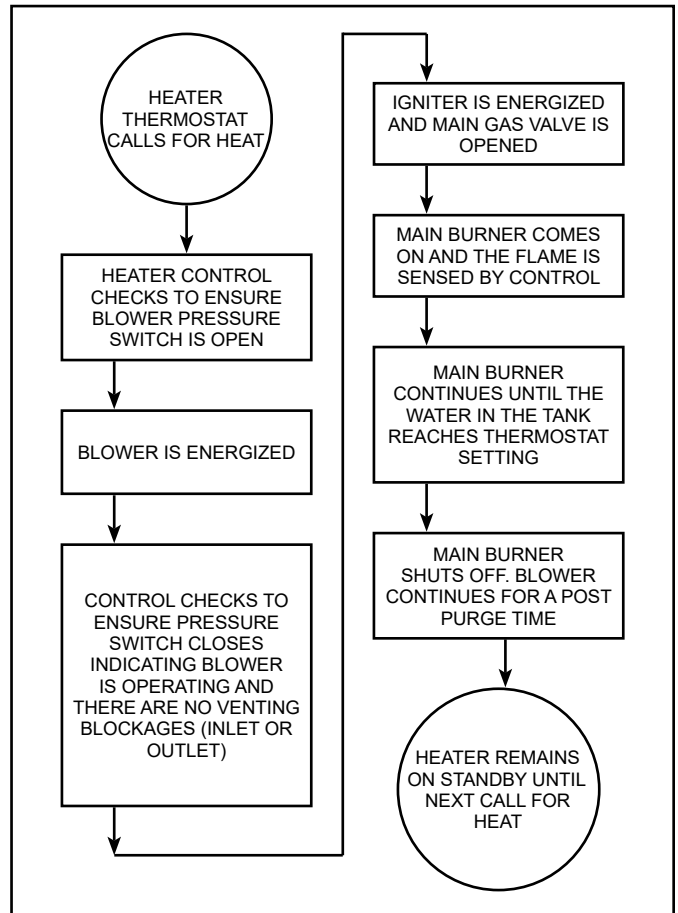 HEATER
THERMOSTAT
CALLS FOR HEAT
HEATER CONTROL
CHECKS TO ENSURE
BLOWER PRESSURE
SWITCH IS OPEN
BLOWER IS ENERGIZED
CONTROL CHECKS TO
ENSURE PRESSURE
SWITCH CLOSES
INDICATING BLOWER
IS OPERATING AND
THERE ARE NO VENTING
BLOCKAGES (INLET OR
OUTLET)
IGNITER IS ENERGIZED
AND MAIN GAS VALVE IS
OPENED
MAIN BURNER COMES
ON AND THE FLAME IS
SENSED BY CONTROL
MAIN BURNER
CONTINUES UNTIL THE
WATER IN THE TANK
REACHES THERMOSTAT
SETTING
MAIN BURNER
SHUTS OFF. BLOWER
CONTINUES FOR A POST
PURGE TIME
HEATER REMAINS
ON STANDBY UNTIL
NEXT CALL FOR
HEAT